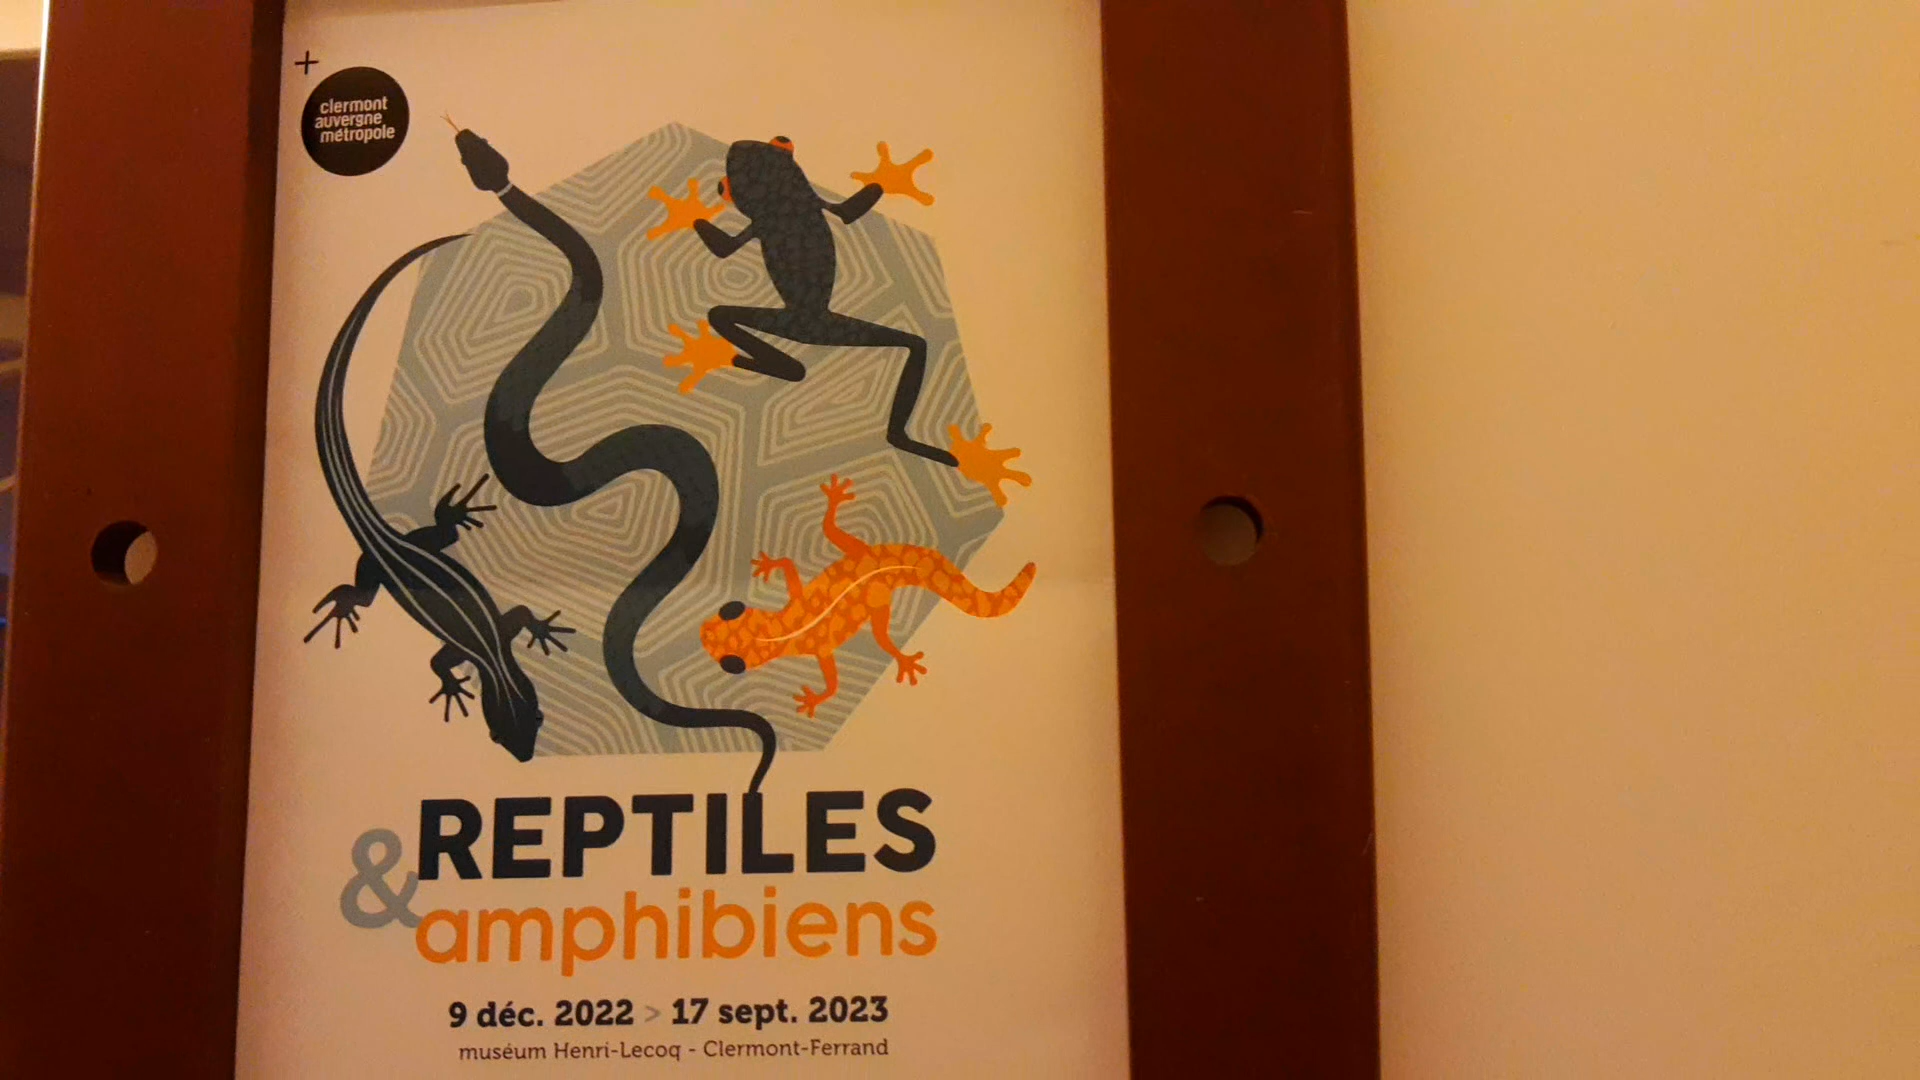 +
clermont
auvergne
métropole
REPTILES
& amphibiens
9 déc. 2022 > 17 sept. 2023
muséum Henri-Lecoq - Clermont-Ferrand